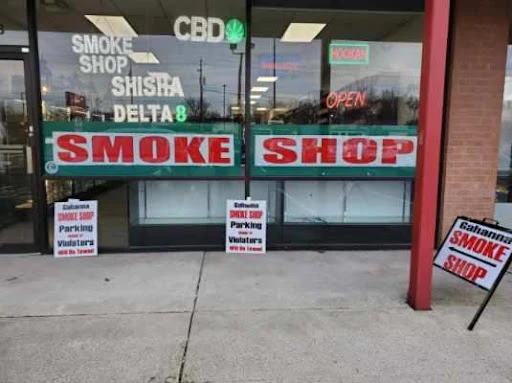 CBD
SMOKE
SHOP
SHISHA
DELTA 8
HOOKAH
OPEN
SMOKE SHOP
Gahanna
SMOKE SHOP
Parking
Violators
Will Be Towed
Gahanna
SMOKE SHOP
Parking
Violators
Will Be Towed
Gahanna
SMOKE
SHOP